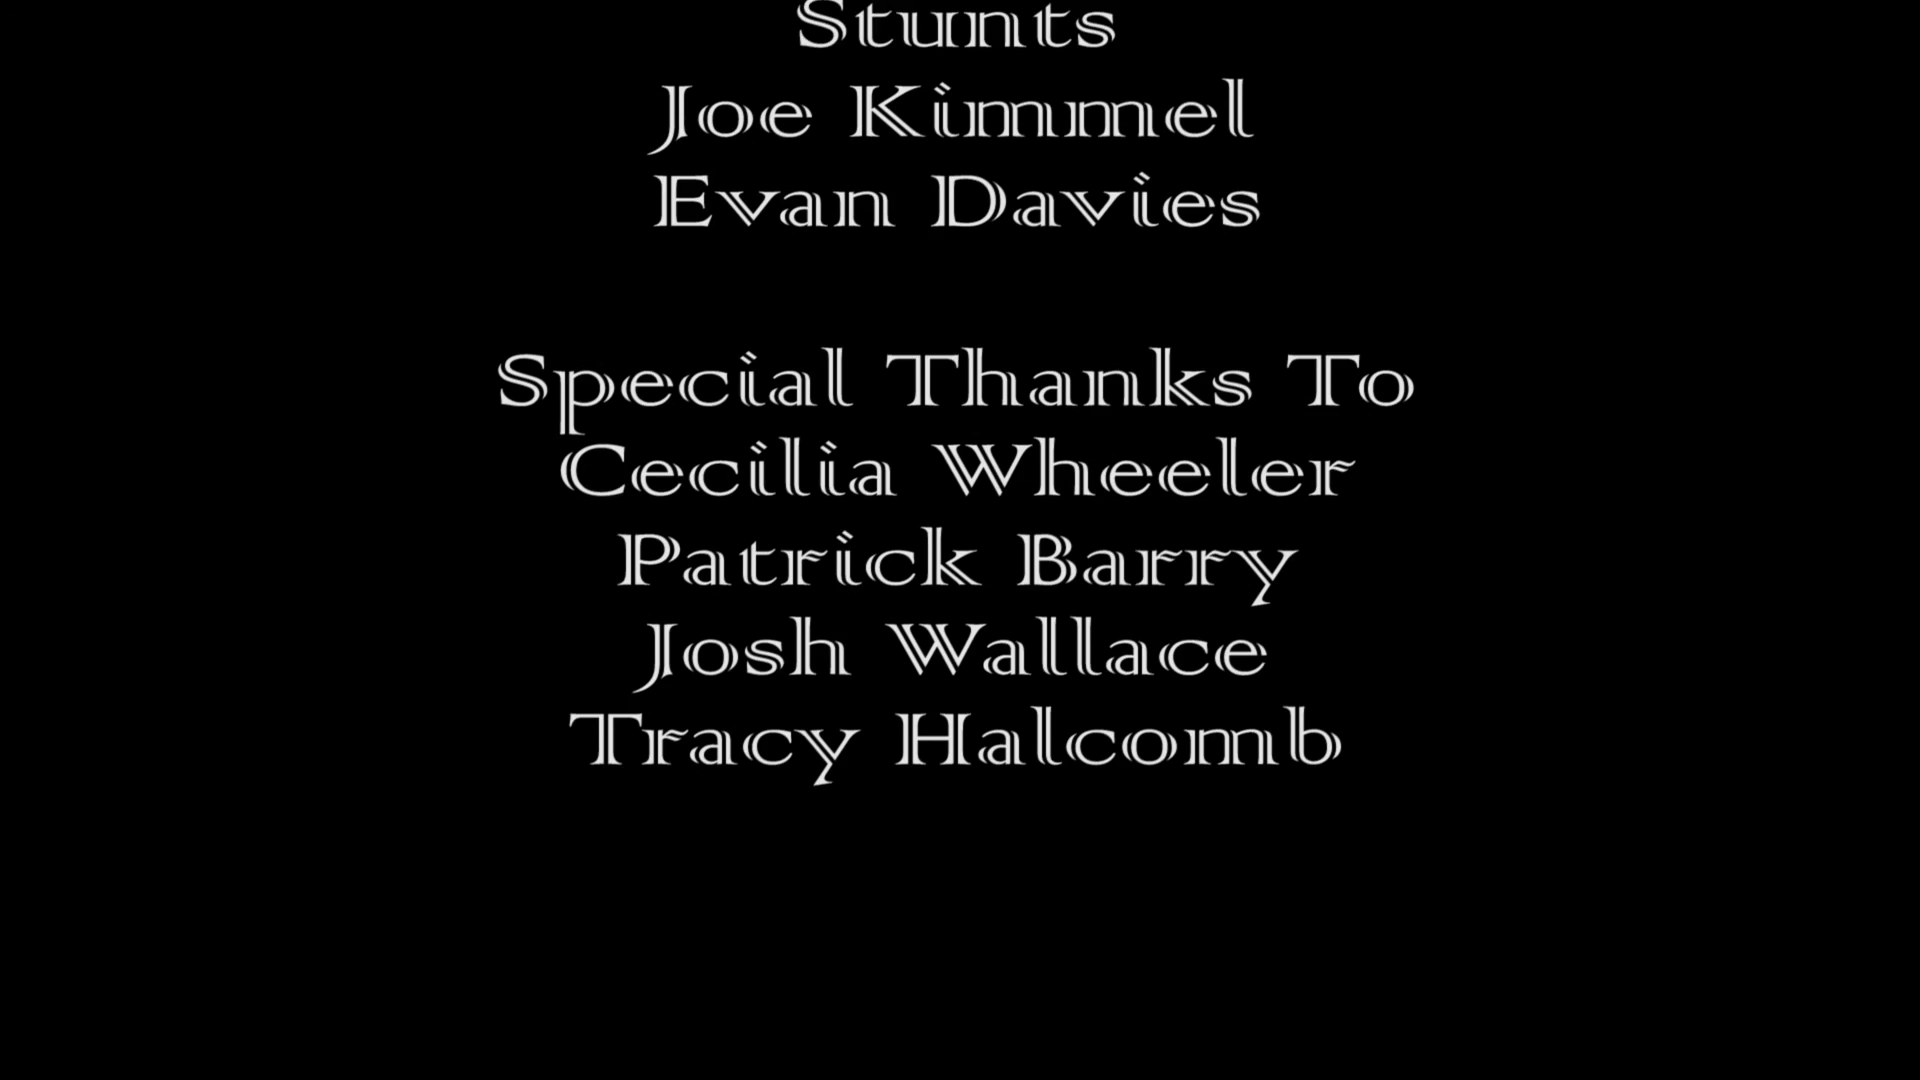 Stunts
Joe Kimmel
Evan Davies
Special Thanks To
Cecilia Wheeler
Patrick Barry
Josh Wallace
Tracy Halcomb